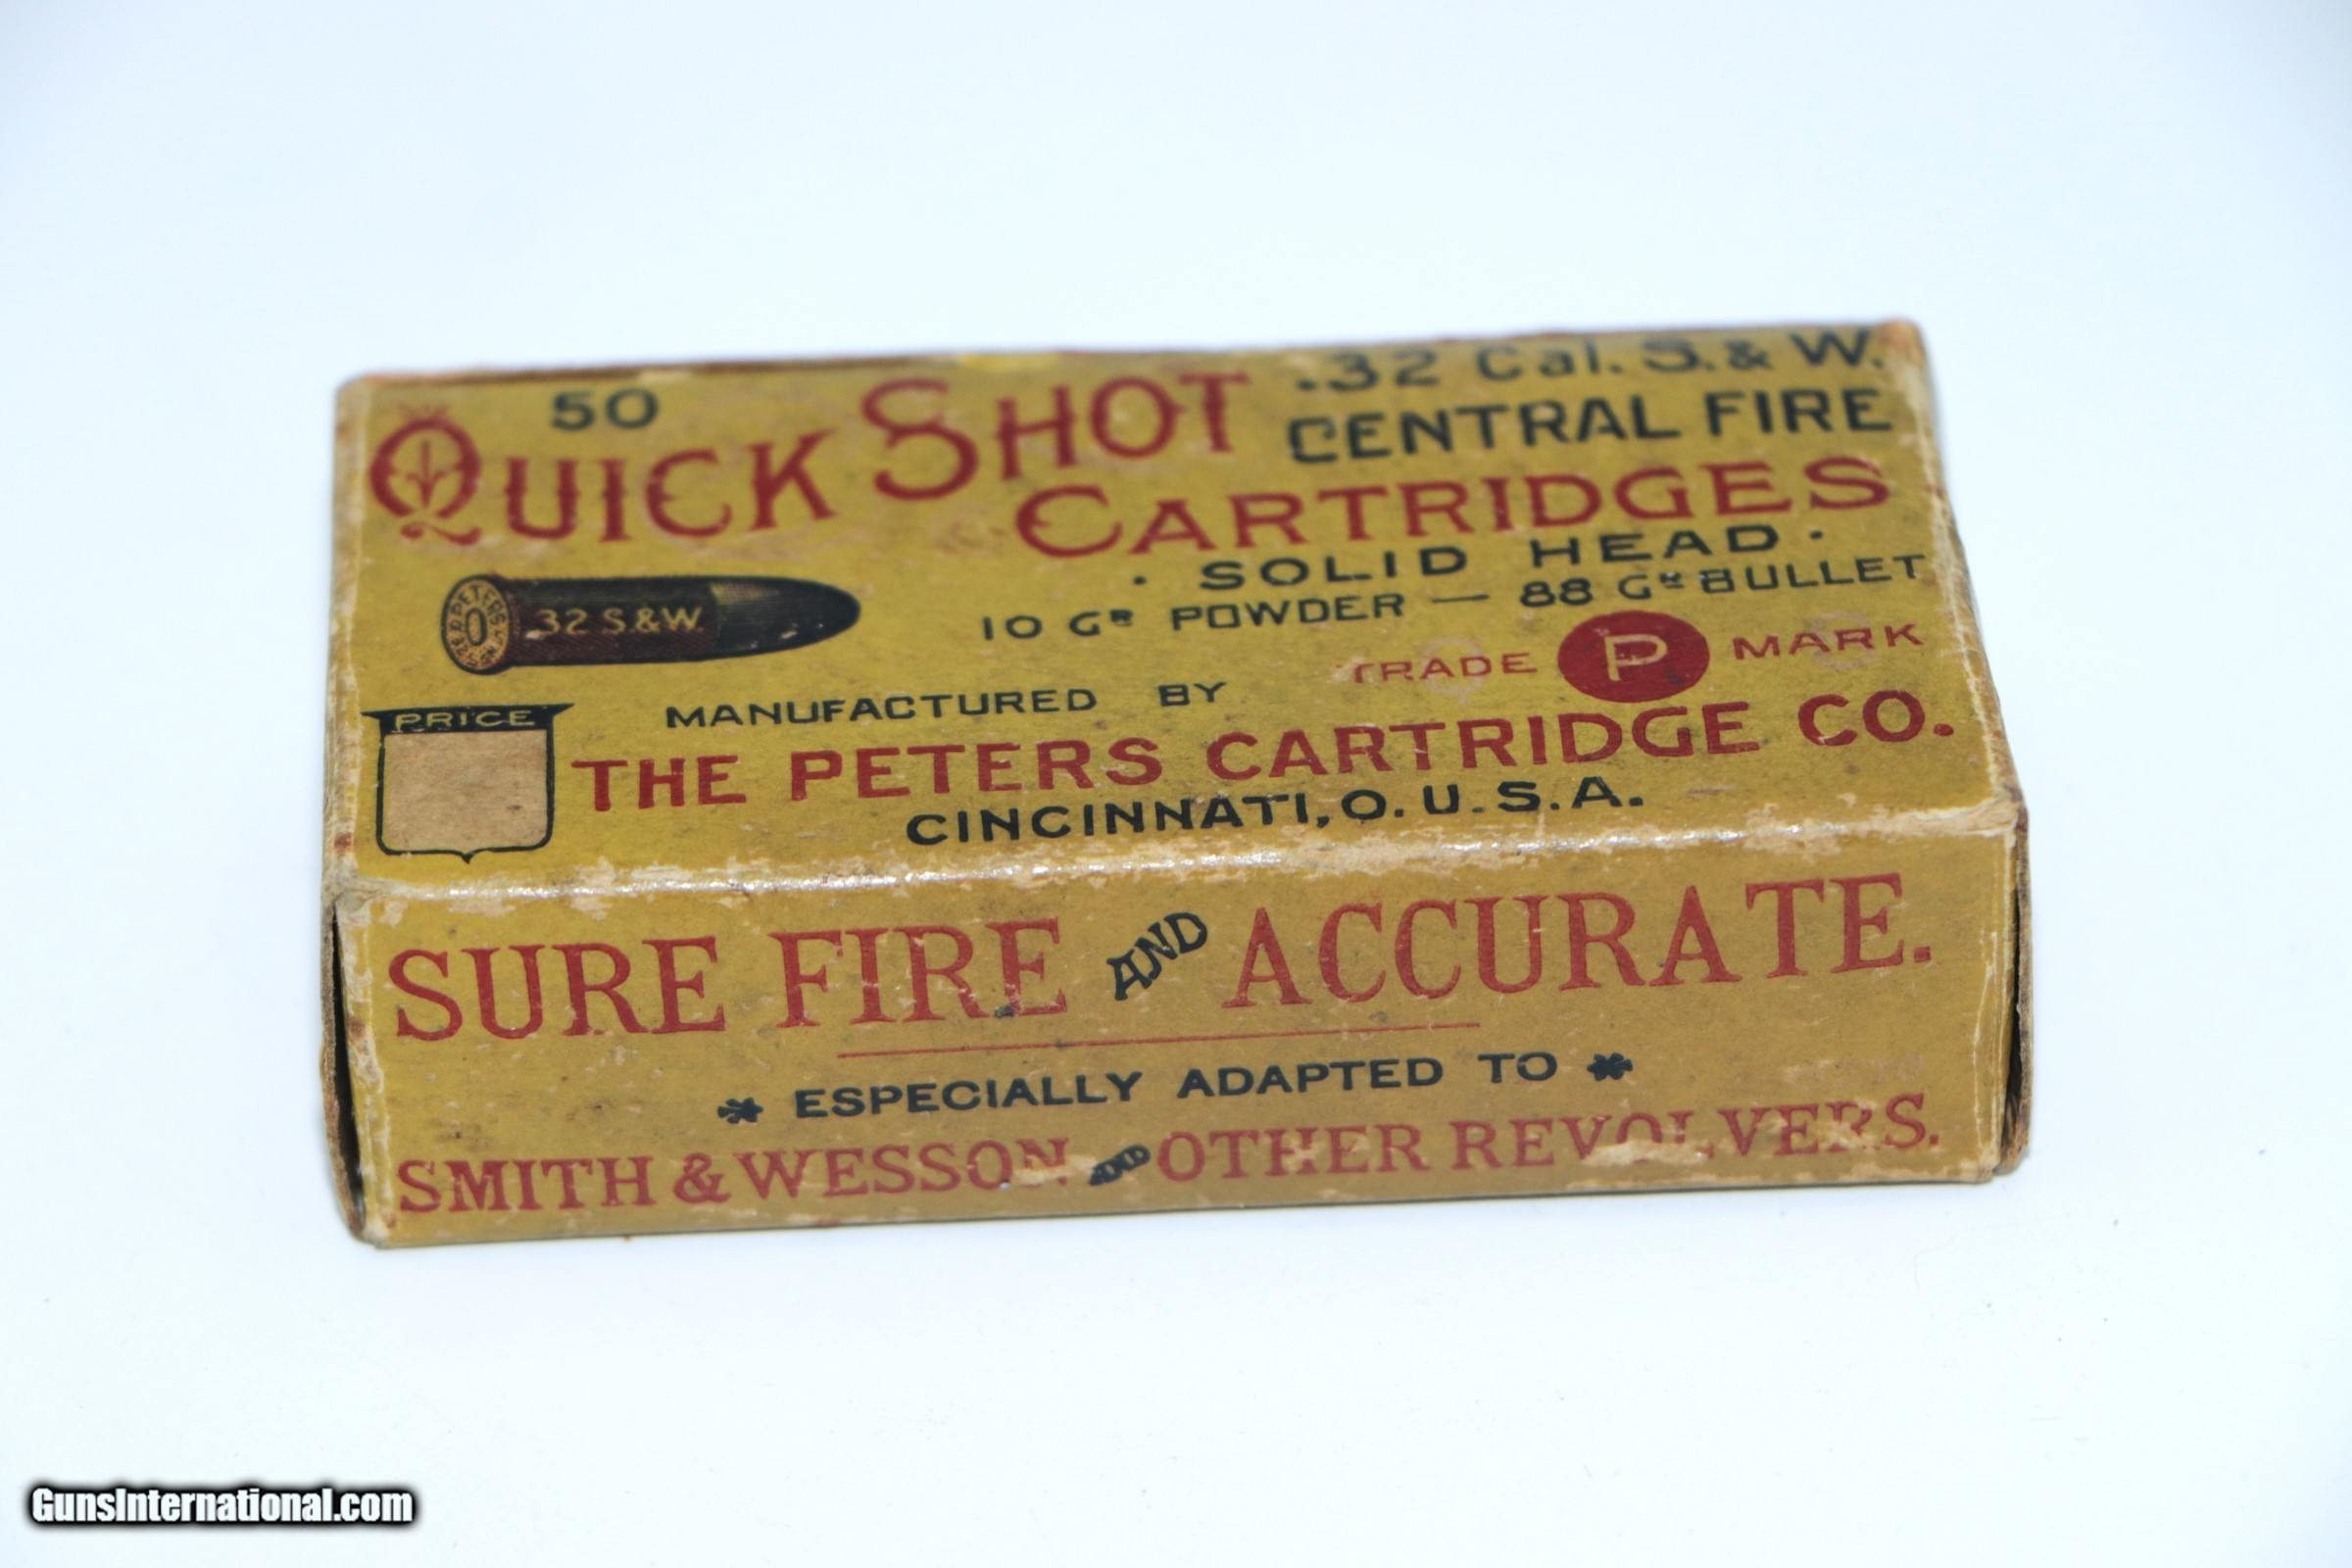 50
QUICK SHOT
.32 Cal. S. & W.
CENTRAL FIRE
CARTRIDGES
· SOLID HEAD ·
10 GR POWDER — 88 GR BULLET
.32 S.&W.
PETERS
TRADE P MARK
PRICE
MANUFACTURED BY
THE PETERS CARTRIDGE CO.
CINCINNATI, O. U.S.A.
SURE FIRE AND ACCURATE.
ESPECIALLY ADAPTED TO
SMITH & WESSON AND OTHER REVOLVERS.
GunsInternational.com